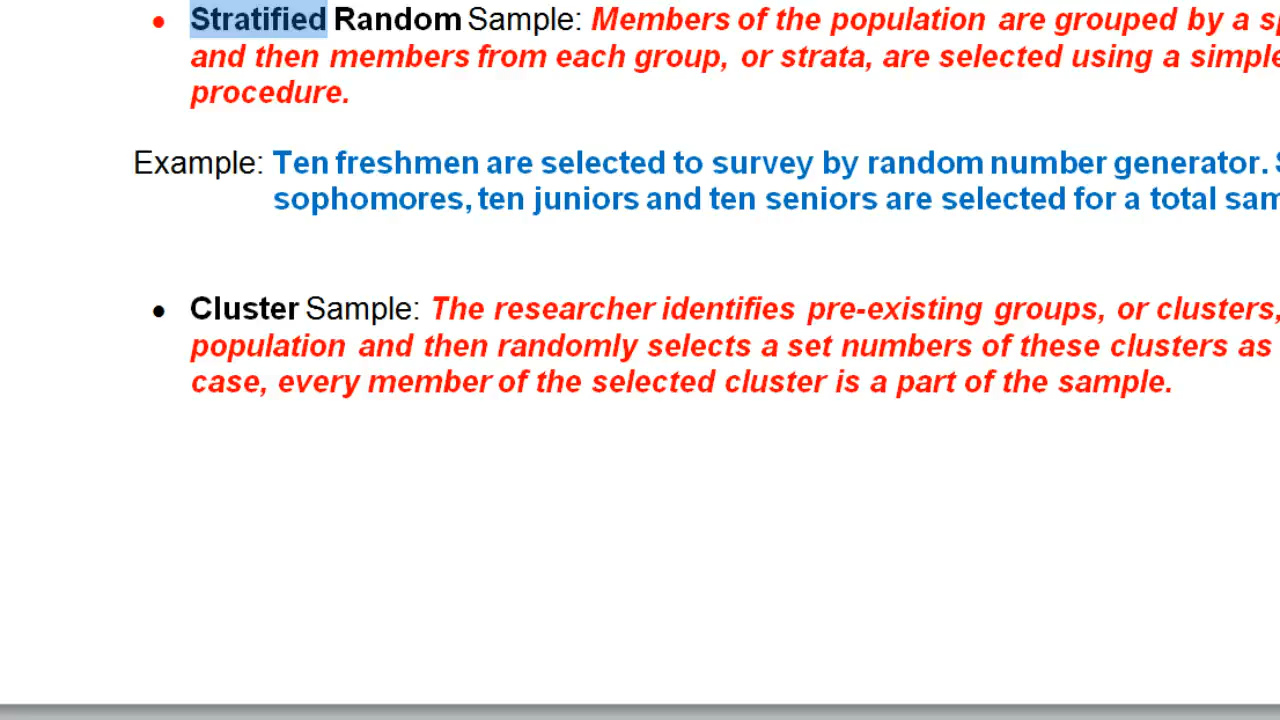 • Stratified Random Sample: Members of the population are grouped by a
and then members from each group, or strata, are selected using a simple
procedure.
Example: Ten freshmen are selected to survey by random number generator.
sophomores, ten juniors and ten seniors are selected for a total
• Cluster Sample: The researcher identifies pre-existing groups, or clusters,
population and then randomly selects a set numbers of these clusters as
case, every member of the selected cluster is a part of the sample.